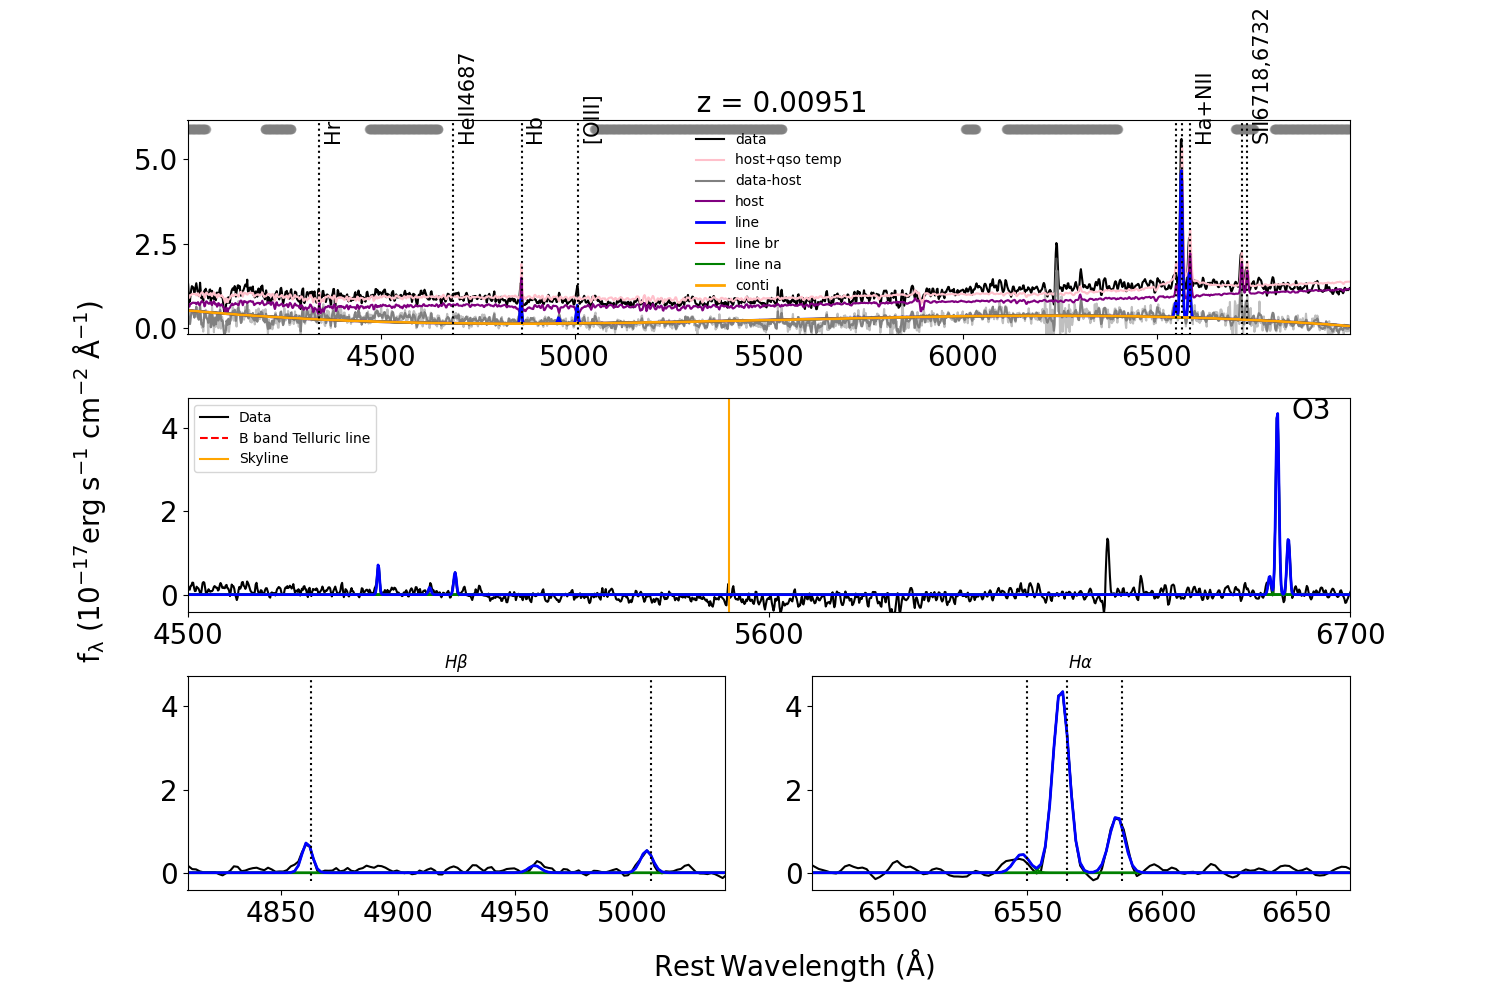 z = 0.00951
Hr
HeII4687
Hb
[OIII]
Ha+NII
SII6718,6732
data
host+qso temp
data-host
host
line
line br
line na
conti
5.0
2.5
0.0
4500
5000
5500
6000
6500
fλ (10−17erg s−1 cm−2 Å−1)
Data
B band Telluric line
Skyline
O3
4
2
0
4500
5600
6700
Hβ
4
2
0
4850
4900
4950
5000
Hα
4
2
0
6500
6550
6600
6650
Rest Wavelength (Å)